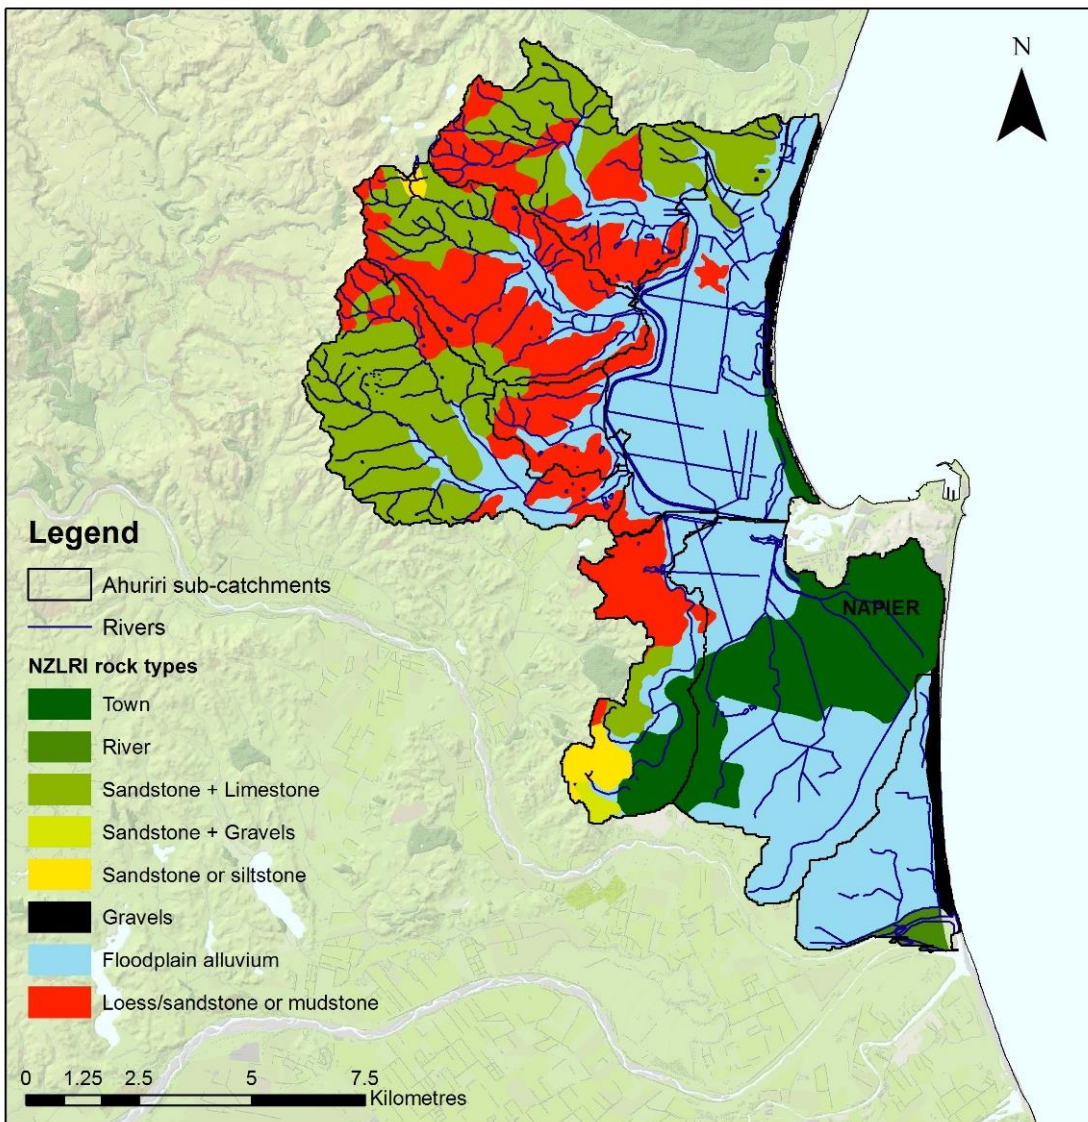 N
NAPIER
Legend
Ahuriri sub-catchments
Rivers
NZLRI rock types
Town
River
Sandstone + Limestone
Sandstone + Gravels
Sandstone or siltstone
Gravels
Floodplain alluvium
Loess/sandstone or mudstone
0 1.25 2.5 5 7.5
Kilometres